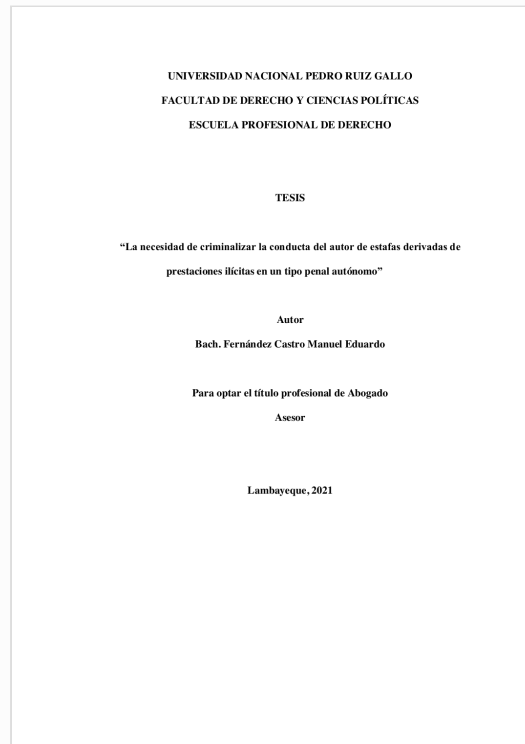 UNIVERSIDAD NACIONAL PEDRO RUIZ GALLO
FACULTAD DE DERECHO Y CIENCIAS POLÍTICAS
ESCUELA PROFESIONAL DE DERECHO
TESIS
“La necesidad de criminalizar la conducta del autor de estafas derivadas de
prestaciones ilícitas en un tipo penal autónomo”
Autor
Bach. Fernández Castro Manuel Eduardo
Para optar el título profesional de Abogado
Asesor
Lambayeque, 2021